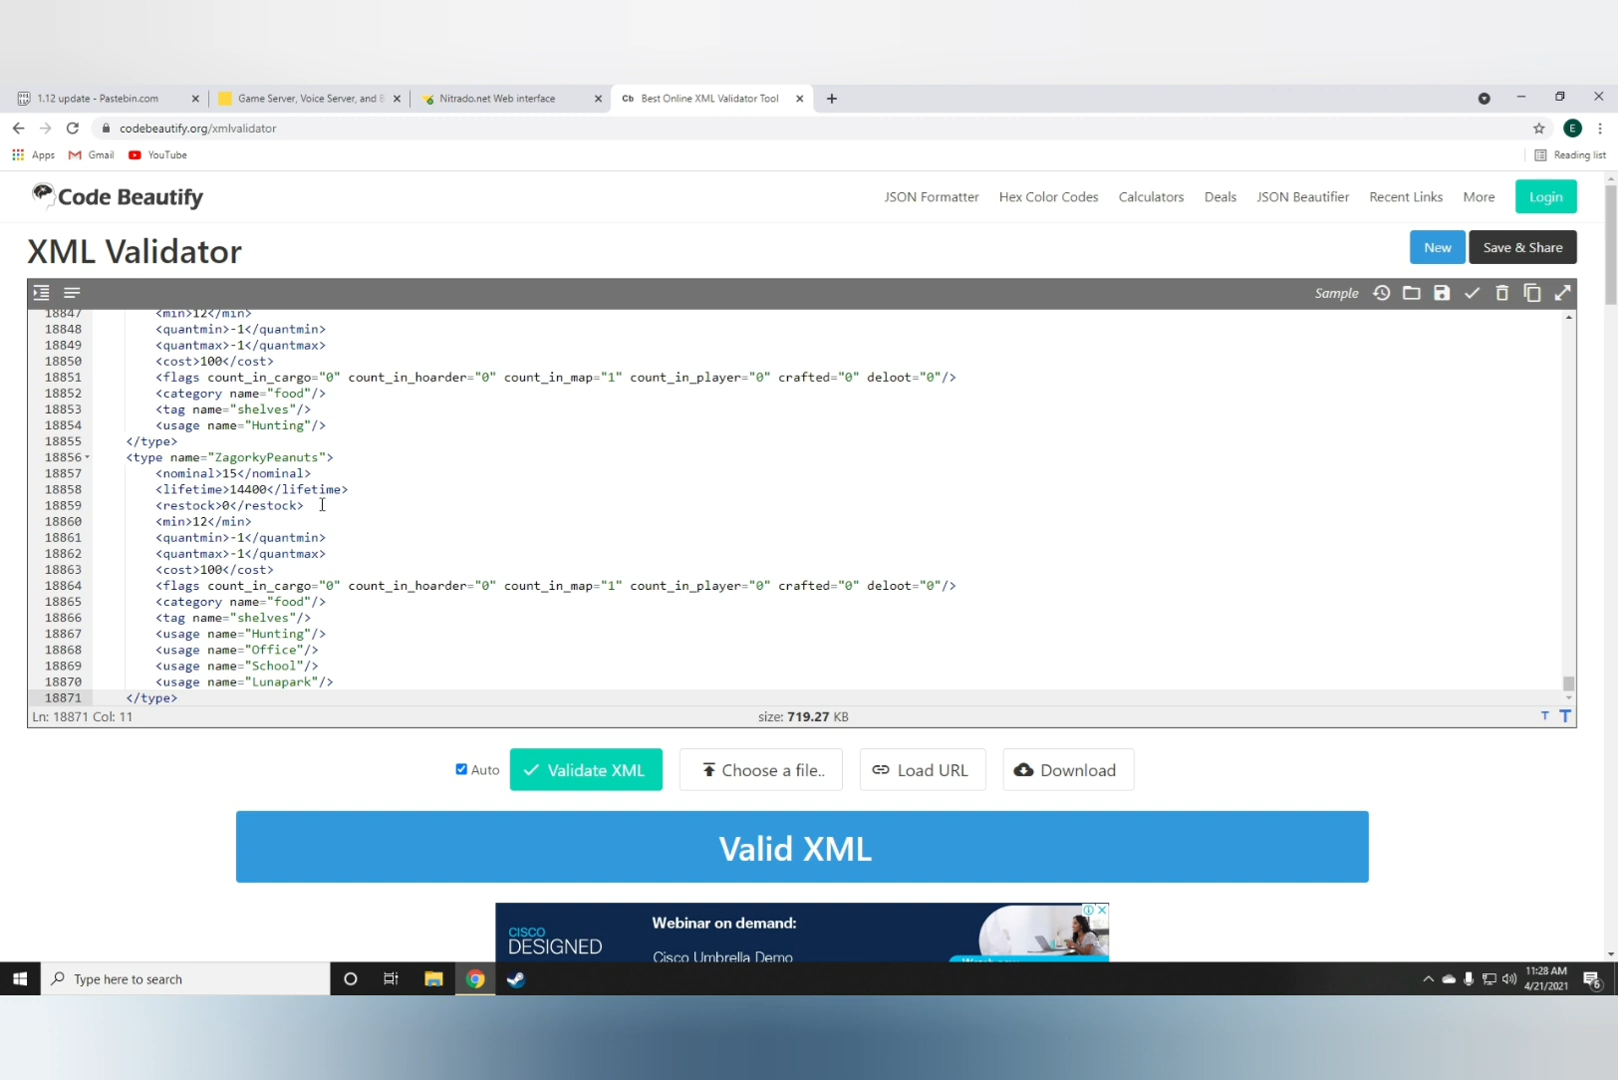 1.12 update - Pastebin.com
Game Server, Voice Server, and B
Nitrado.net Web interface
Cb Best Online XML Validator Tool
codebeautify.org/xmlvalidator
E
Apps Gmail YouTube
Reading list
Code Beautify
JSON Formatter Hex Color Codes Calculators Deals JSON Beautifier Recent Links More Login
XML Validator
New Save & Share
Sample
18847 <min>12</min>
18848 <quantmin>-1</quantmin>
18849 <quantmax>-1</quantmax>
18850 <cost>100</cost>
18851 <flags count_in_cargo="0" count_in_hoarder="0" count_in_map="1" count_in_player="0" crafted="0" deloot="0"/>
18852 <category name="food"/>
18853 <tag name="shelves"/>
18854 <usage name="Hunting"/>
18855 </type>
18856 <type name="ZagorkyPeanuts">
18857 <nominal>15</nominal>
18858 <lifetime>14400</lifetime>
18859 <restock>0</restock>
18860 <min>12</min>
18861 <quantmin>-1</quantmin>
18862 <quantmax>-1</quantmax>
18863 <cost>100</cost>
18864 <flags count_in_cargo="0" count_in_hoarder="0" count_in_map="1" count_in_player="0" crafted="0" deloot="0"/>
18865 <category name="food"/>
18866 <tag name="shelves"/>
18867 <usage name="Hunting"/>
18868 <usage name="Office"/>
18869 <usage name="School"/>
18870 <usage name="Lunapark"/>
18871 </type>
Ln: 18871 Col: 11 size: 719.27 KB T T
Auto Validate XML Choose a file.. Load URL Download
Valid XML
CISCO
DESIGNED
Webinar on demand:
Cisco Umbrella Demo
Type here to search
11:28 AM
4/21/2021
6